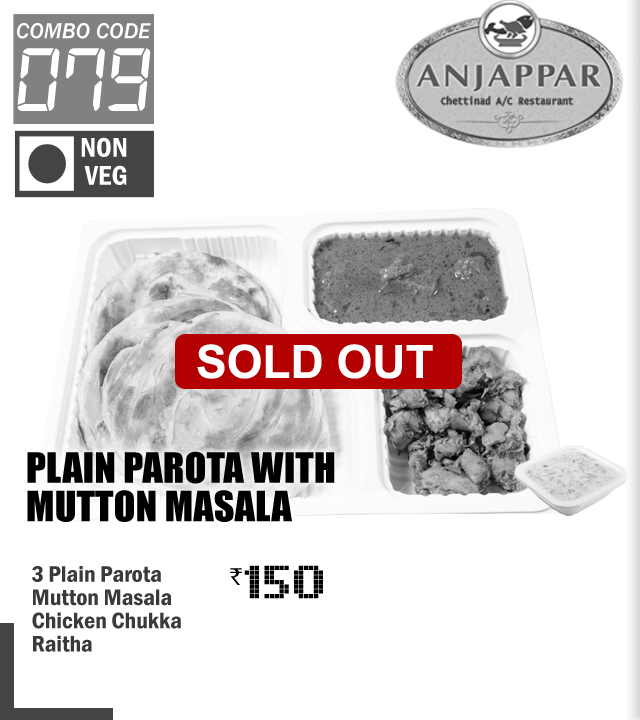 COMBO CODE
079
NON
VEG
ANJAPPAR
Chettinad A/C Restaurant
SOLD OUT
PLAIN PAROTA WITH
MUTTON MASALA
3 Plain Parota
Mutton Masala
Chicken Chukka
Raitha
₹150